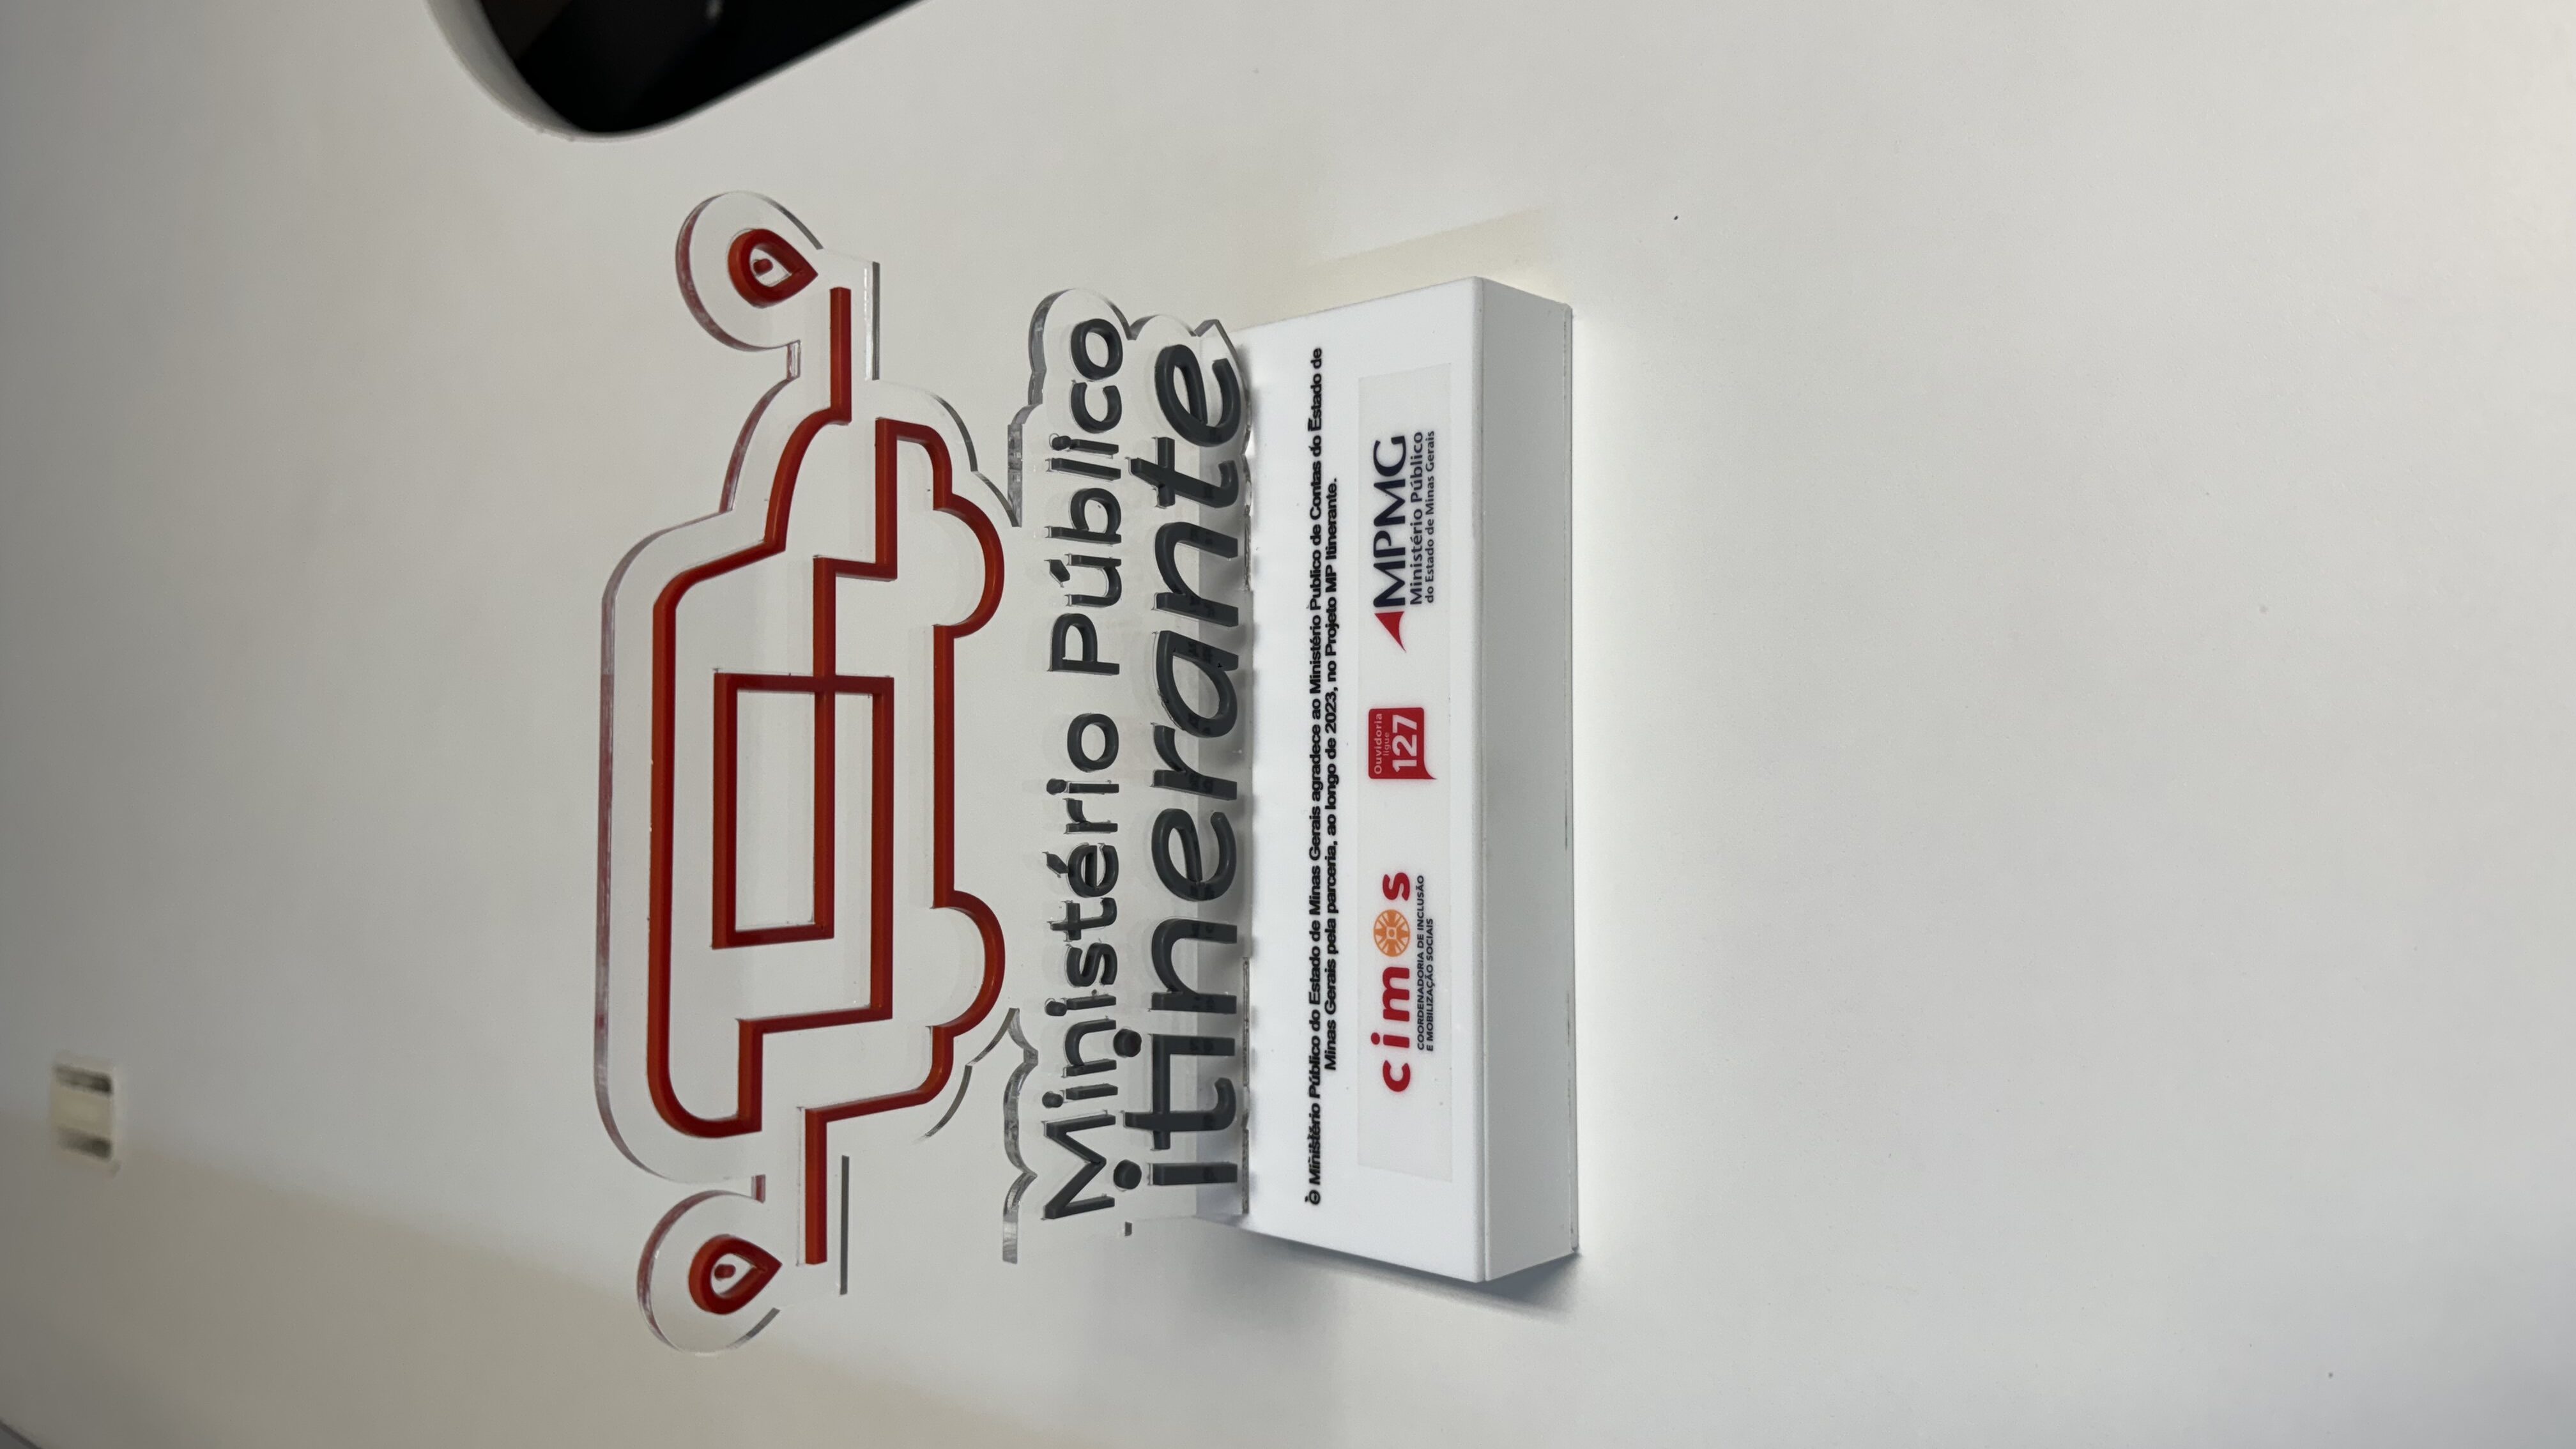 Ministério Público
itinerante
O Ministério Público do Estado de Minas Gerais agradece ao Ministério Publico de Contas do Estado de
Minas Gerais pela parceria, ao longo de 2023, no Projeto MP Itinerante.
cimos
COORDENADORIA DE INCLUSÃO
E MOBILIZAÇÃO SOCIAIS
Ouvidoria
ligue
127
MPMG
Ministério Público
do Estado de Minas Gerais